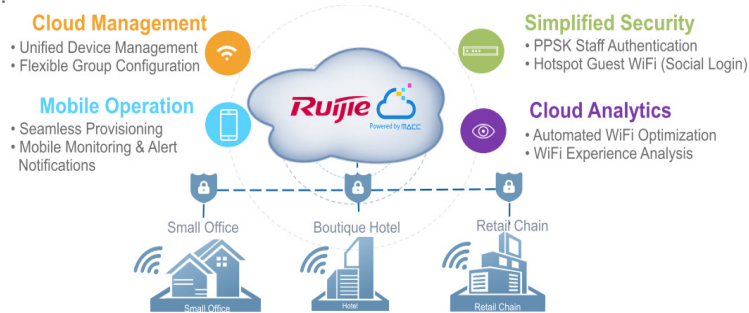 Cloud Management
• Unified Device Management
• Flexible Group Configuration
Mobile Operation
• Seamless Provisioning
• Mobile Monitoring & Alert
Notifications
Ruijie
Powered by MACC
Simplified Security
• PPSK Staff Authentication
• Hotspot Guest WiFi (Social Login)
Cloud Analytics
• Automated WiFi Optimization
• WiFi Experience Analysis
Small Office
Boutique Hotel
Retail Chain
Small Office
Hotel
Retail Chain